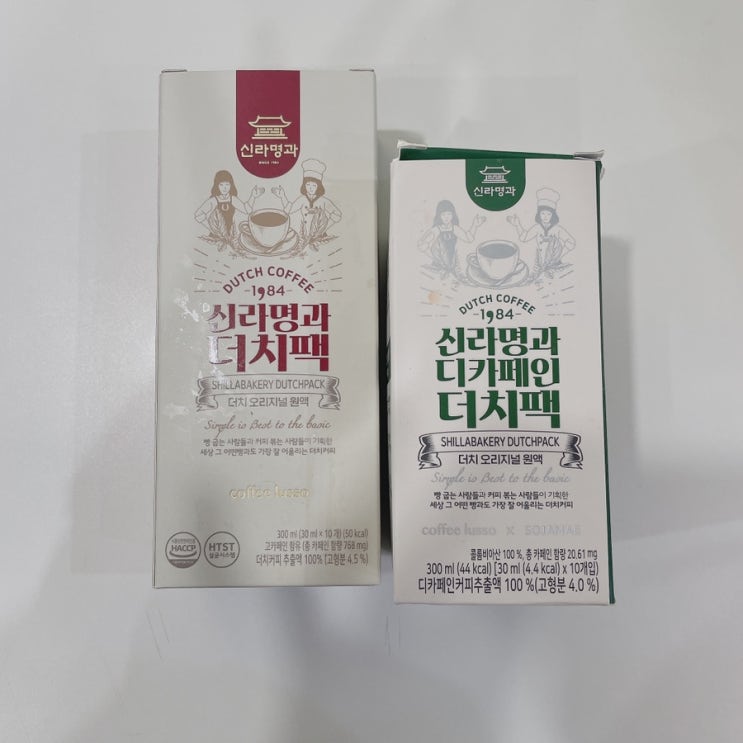 신라명과
SINCE 1984
DUTCH COFFEE
1984
신라명과
더치팩
SHILLABAKERY DUTCHPACK
더치 오리지널 원액
Simple is Best to the basic
빵 굽는 사람들과 커피 볶는 사람들이 기획한
세상 그 어떤빵과도 가장 잘 어울리는 더치커피
coffee lusso
HACCP
HTST
살균시스템
300 ml (30 ml x 10 개) (50 kcal)
고카페인 함유 (총 카페인 함량 768 mg)
더치커피 추출액 100% [고형분 4.5 %]
신라명과
DUTCH COFFEE
1984
신라명과
디카페인
더치팩
SHILLABAKERY DUTCHPACK
더치 오리지널 원액
Simple is Best to the basic
빵 굽는 사람들과 커피 볶는 사람들이 기획한
세상 그 어떤 빵과도 가장 잘 어울리는 더치커피
coffee lusso x SOJAMAE
콜롬비아산 100 %, 총 카페인 함량 20.61 mg
300 ml (44 kcal) [30 ml (4.4 kcal) x 10개입)
디카페인커피추출액 100 %(고형분 4.0 %)